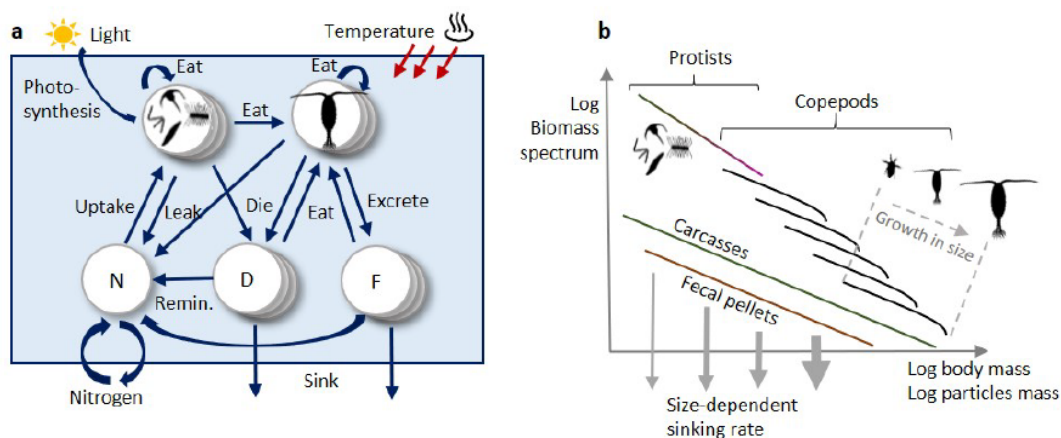 a
Light
Temperature
Eat
Eat
Photo-
synthesis
Eat
Uptake
Leak
Die
Eat
Excrete
N
D
F
Remin.
Sink
Nitrogen
b
Protists
Log
Biomass
spectrum
Copepods
Growth in size
Carcasses
Fecal pellets
Log body mass
Log particles mass
Size-dependent
sinking rate